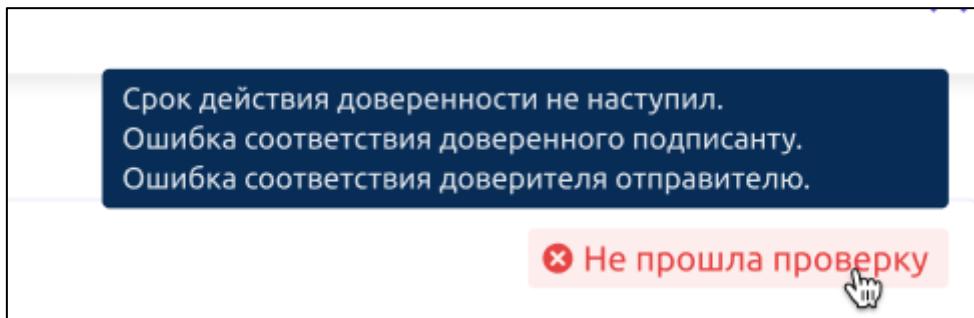 Срок действия доверенности не наступил.
Ошибка соответствия доверенного подписанту.
Ошибка соответствия доверителя отправителю.
Не прошла проверку